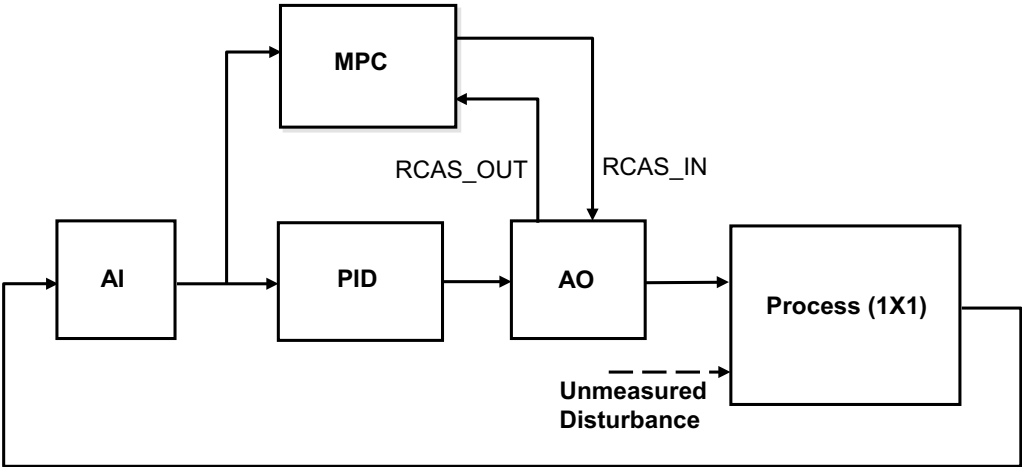 MPC
RCAS_OUT
RCAS_IN
AI
PID
AO
Process (1X1)
Unmeasured
Disturbance